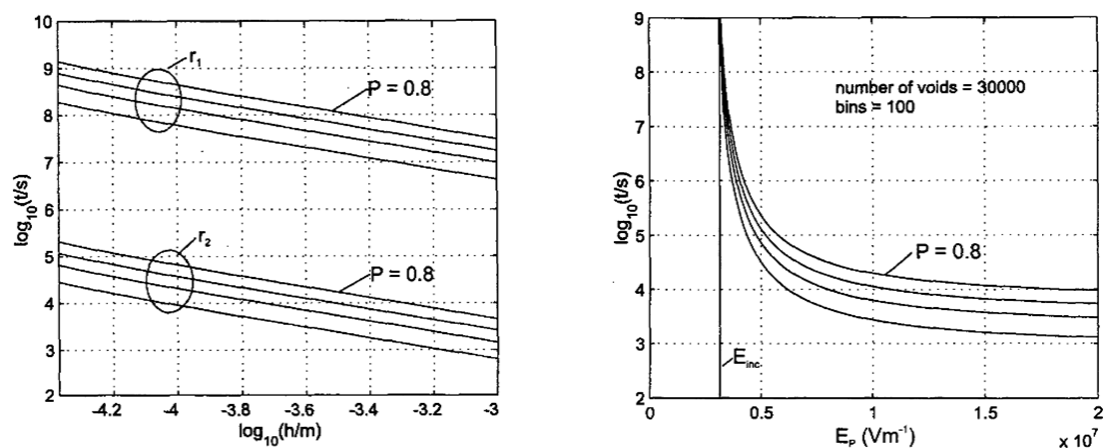 10
9
8
7
6
5
4
3
2
log10(t/s)
r1
P = 0.8
r2
P = 0.8
-4.2 -4 -3.8 -3.6 -3.4 -3.2 -3
log10(h/m)
9
8
7
6
5
4
3
2
log10(t/s)
number of voids = 30000
bins = 100
P = 0.8
Einc.
0 0.5 1 1.5 2
EP (Vm-1)
x 10^7